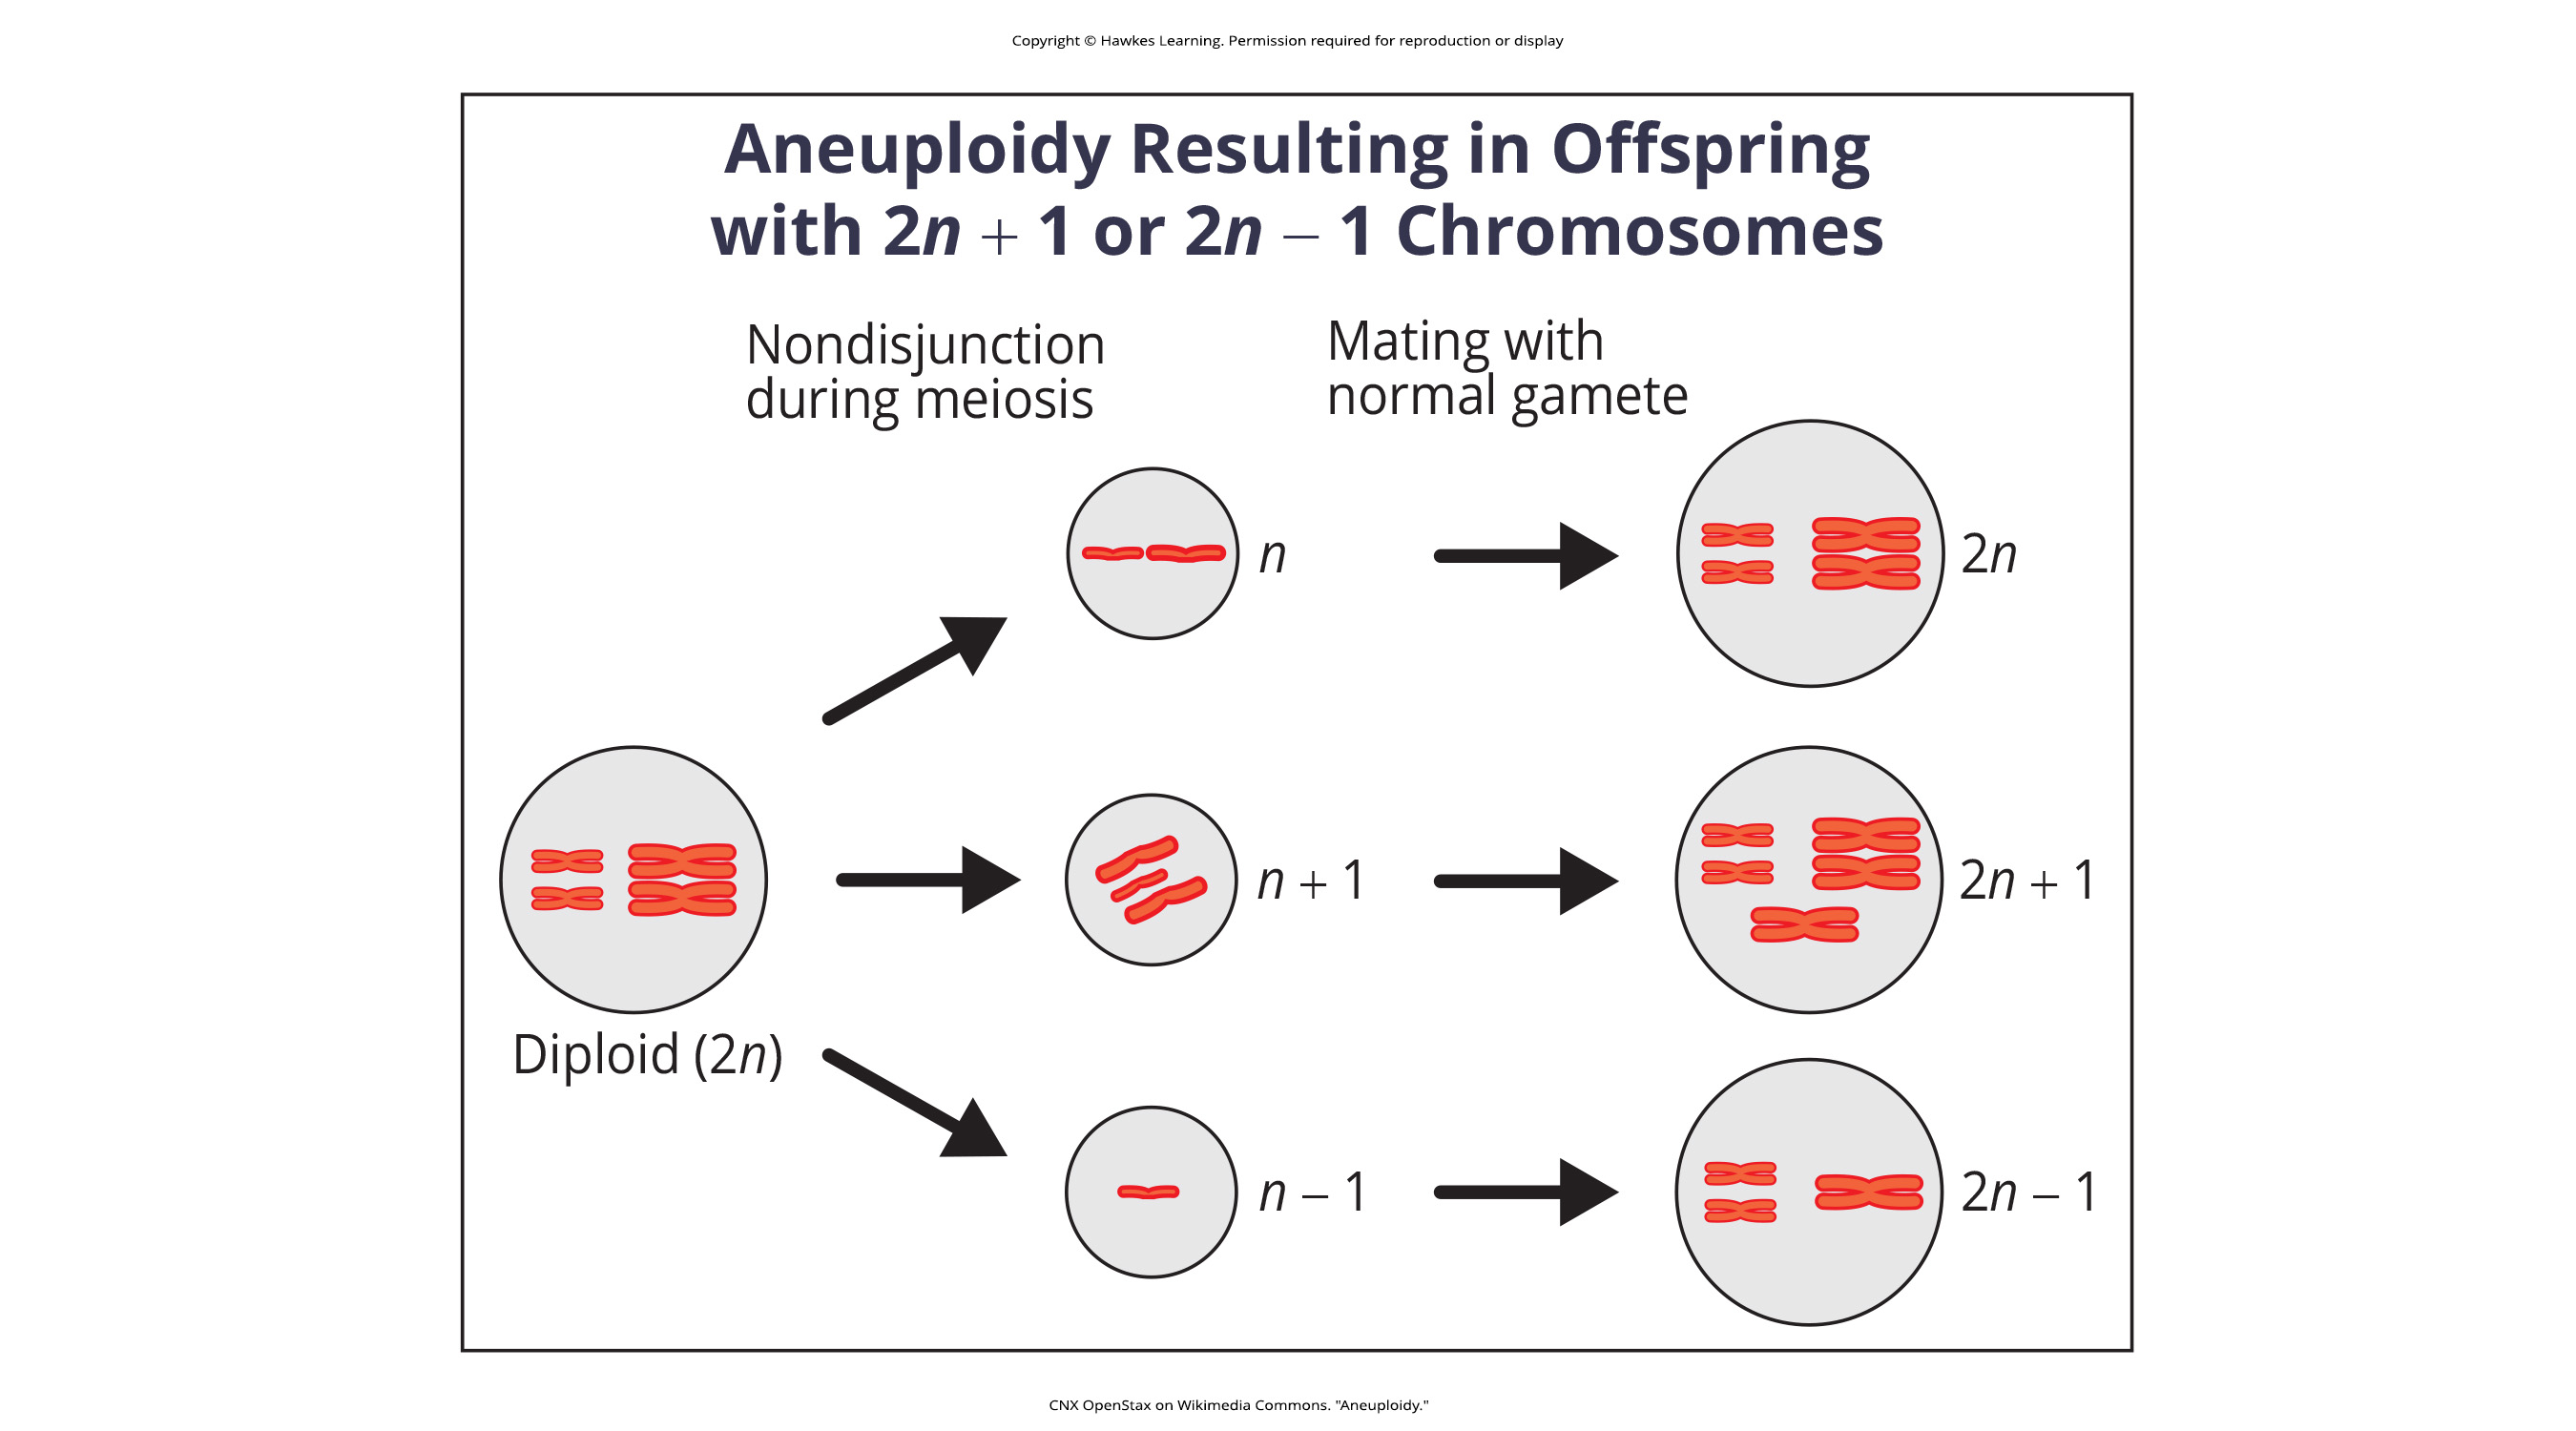 Copyright © Hawkes Learning. Permission required for reproduction or display
Aneuploidy Resulting in Offspring
with 2n + 1 or 2n – 1 Chromosomes
Nondisjunction
during meiosis
Mating with
normal gamete
n
2n
n + 1
2n + 1
Diploid (2n)
n – 1
2n – 1
CNX OpenStax on Wikimedia Commons. "Aneuploidy."